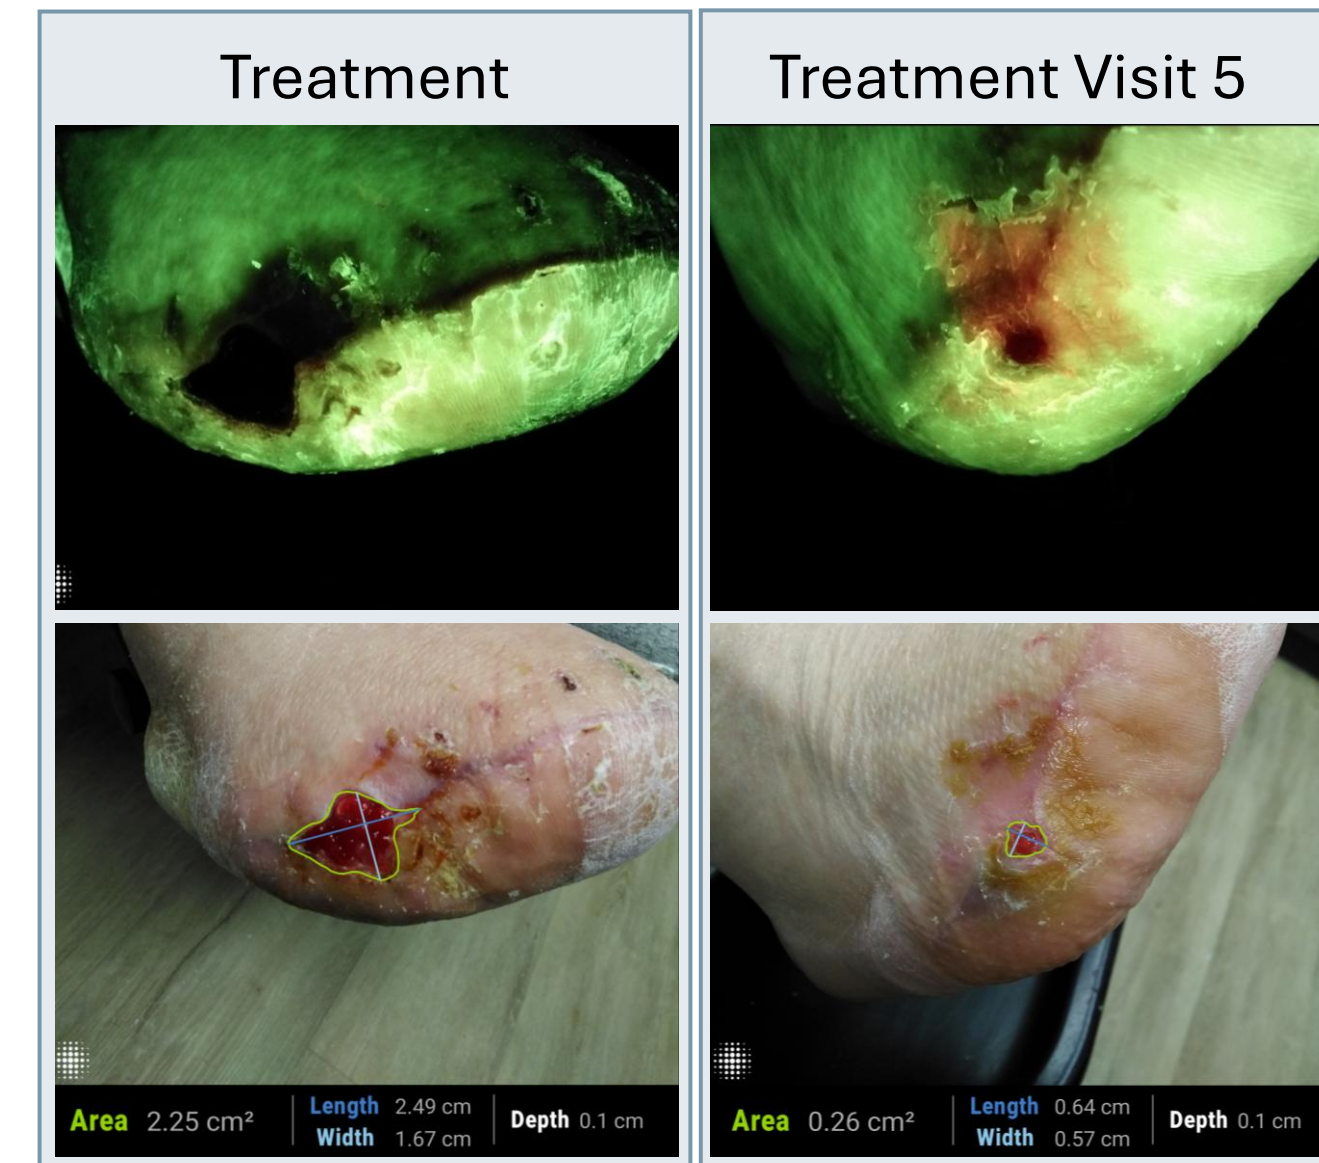 Treatment
Treatment Visit 5
Area 2.25 cm²
Length 2.49 cm
Width 1.67 cm
Depth 0.1 cm
Area 0.26 cm²
Length 0.64 cm
Width 0.57 cm
Depth 0.1 cm